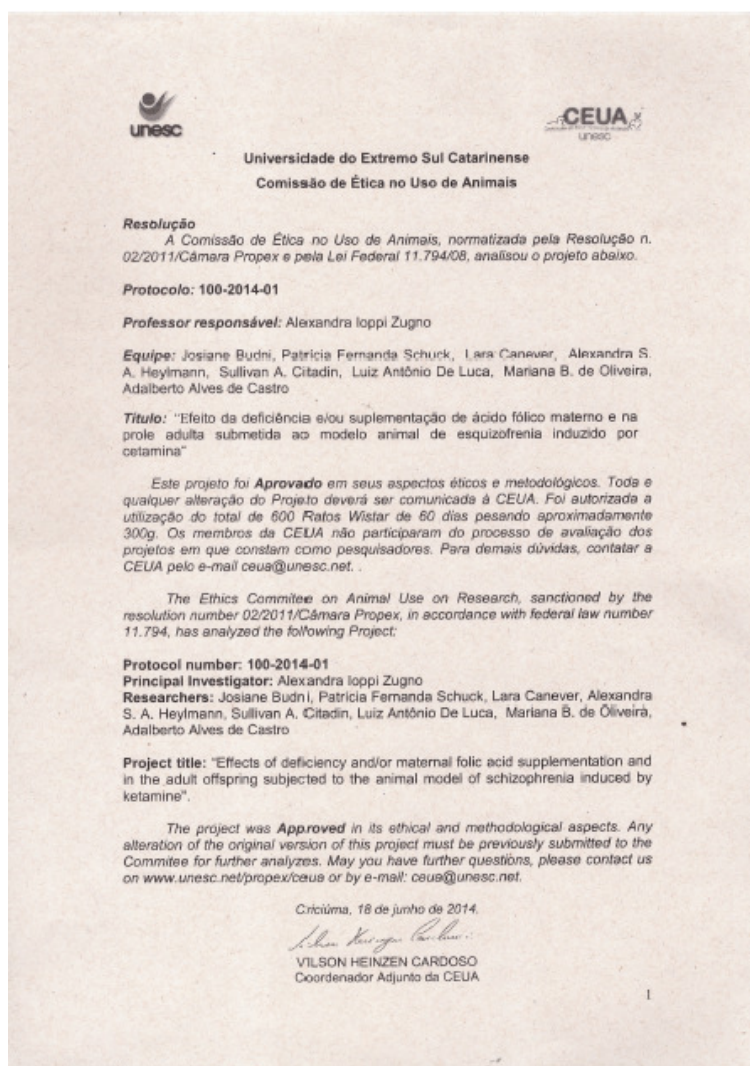 unesc
CEUA
unesc
Universidade do Extremo Sul Catarinense
Comissão de Ética no Uso de Animais
Resolução
A Comissão de Ética no Uso de Animais, normatizada pela Resolução n.
02/2011/Câmara Propex e pela Lei Federal 11.794/08, analisou o projeto abaixo.
Protocolo: 100-2014-01
Professor responsável: Alexandra Ioppi Zugno
Equipe: Josiane Budni, Patricia Fernanda Schuck, Lara Canever, Alexandra S.
A. Heylmann, Sullivan A. Citadin, Luiz Antônio De Luca, Mariana B. de Oliveira,
Adalberto Alves de Castro
Título: "Efeito da deficiência e/ou suplementação de ácido fólico materno e na
prole adulta submetida ao modelo animal de esquizofrenia induzido por
cetamina"
Este projeto foi Aprovado em seus aspectos éticos e metodológicos. Toda e
qualquer alteração do Projeto deverá ser comunicada à CEUA. Foi autorizada a
utilização do total de 600 Ratos Wistar de 60 dias pesando aproximadamente
300g. Os membros da CEUA não participaram do processo de avaliação dos
projetos em que constam como pesquisadores. Para demais dúvidas, contatar a
CEUA pelo e-mail ceua@unesc.net. .
The Ethics Commitee on Animal Use on Research, sanctioned by the
resolution number 02/2011/Câmara Propex, in accordance with federal law number
11.794, has analyzed the following Project:
Protocol number: 100-2014-01
Principal Investigator: Alexandra Ioppi Zugno
Researchers: Josiane Budni, Patricia Fernanda Schuck, Lara Canever, Alexandra
S. A. Heylmann, Sullivan A. Citadin, Luiz Antônio De Luca, Mariana B. de Oliveira,
Adalberto Alves de Castro
Project title: "Effects of deficiency and/or maternal folic acid supplementation and
in the adult offspring subjected to the animal model of schizophrenia induced by
ketamine".
The project was Approved in its ethical and methodological aspects. Any
alteration of the original version of this project must be previously submitted to the
Commitee for further analyzes. May you have further questions, please contact us
on www.unesc.net/propex/ceua or by e-mail: ceua@unesc.net.
Criciúma, 18 de junho de 2014.
VILSON HEINZEN CARDOSO
Coordenador Adjunto da CEUA
1